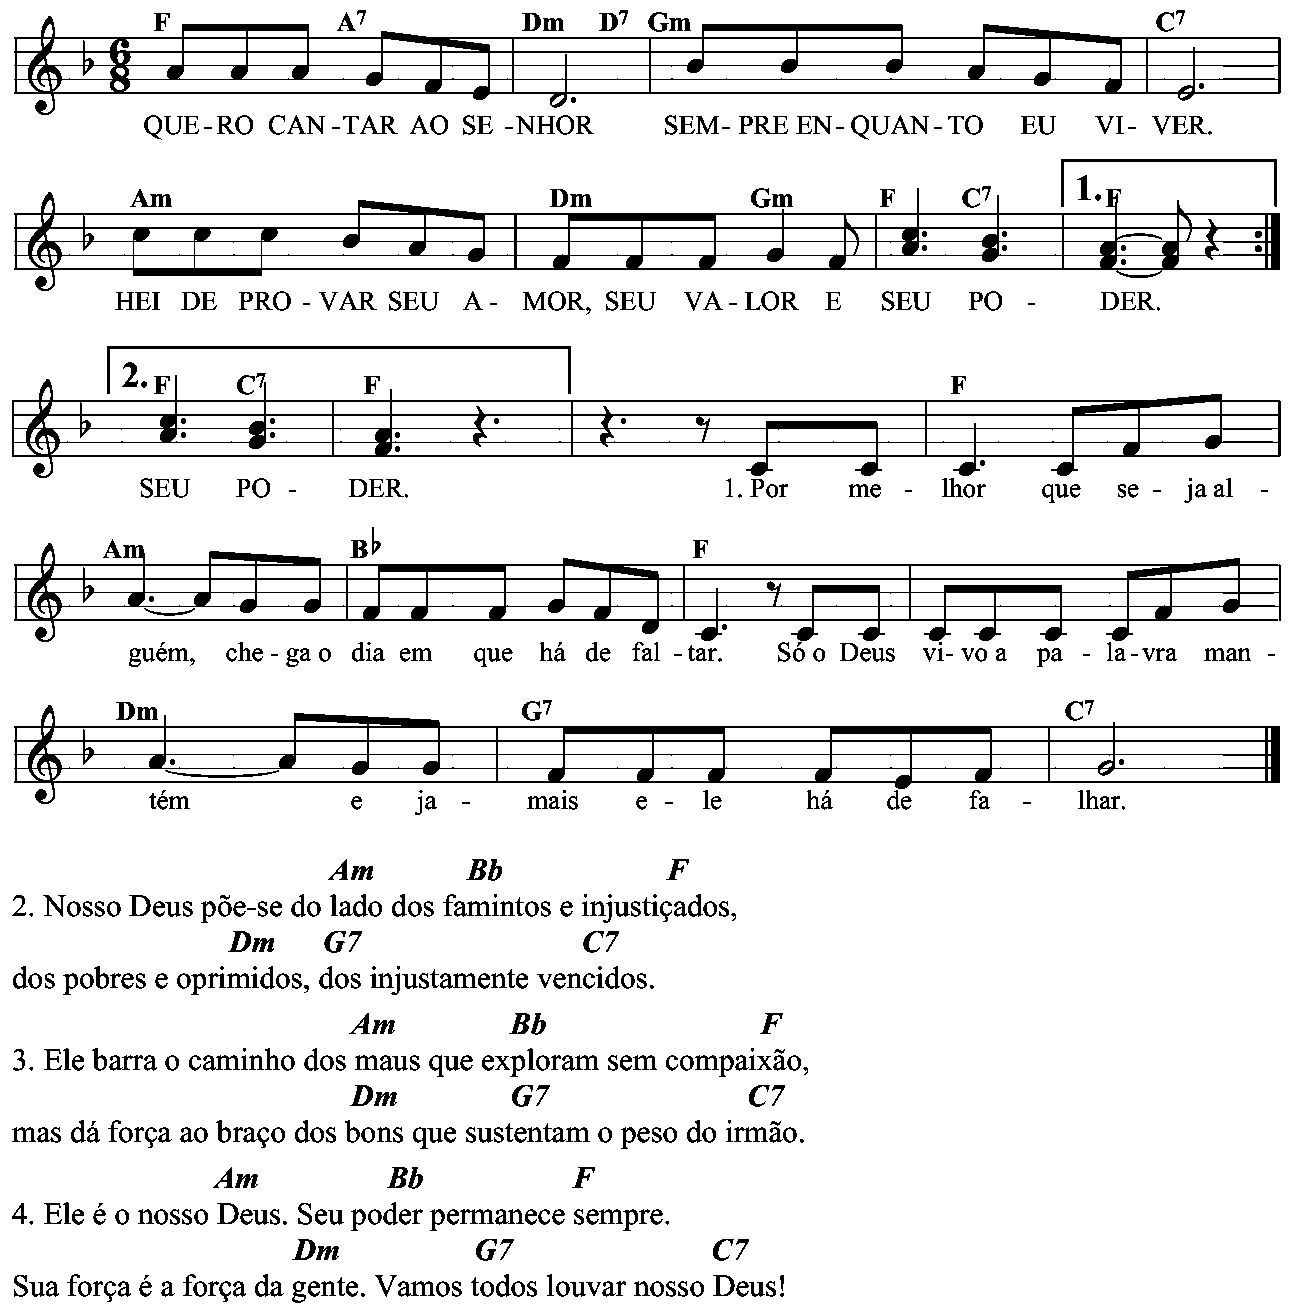 F A7 Dm D7 Gm C7
6
8
QUE-RO CAN-TAR AO SE-NHOR SEM-PRE EN-QUAN-TO EU VI-VER.
Am Dm Gm F C7 1. F
HEI DE PRO-VAR SEU A-MOR, SEU VA-LOR E SEU PO-DER.
2. F C7 F F
SEU PO-DER. 1. Por me-lhor que se-ja al-
Am B♭ F
guém, che-ga o dia em que há de fal-tar. Só o Deus vi-vo a pa-la-vra man-
Dm G7 C7
tém e ja-mais e-le há de fa-lhar.
Am Bb F
2. Nosso Deus põe-se do lado dos famintos e injustiçados,
Dm G7 C7
dos pobres e oprimidos, dos injustamente vencidos.
Am Bb F
3. Ele barra o caminho dos maus que exploram sem compaixão,
Dm G7 C7
mas dá força ao braço dos bons que sustentam o peso do irmão.
Am Bb F
4. Ele é o nosso Deus. Seu poder permanece sempre.
Dm G7 C7
Sua força é a força da gente. Vamos todos louvar nosso Deus!